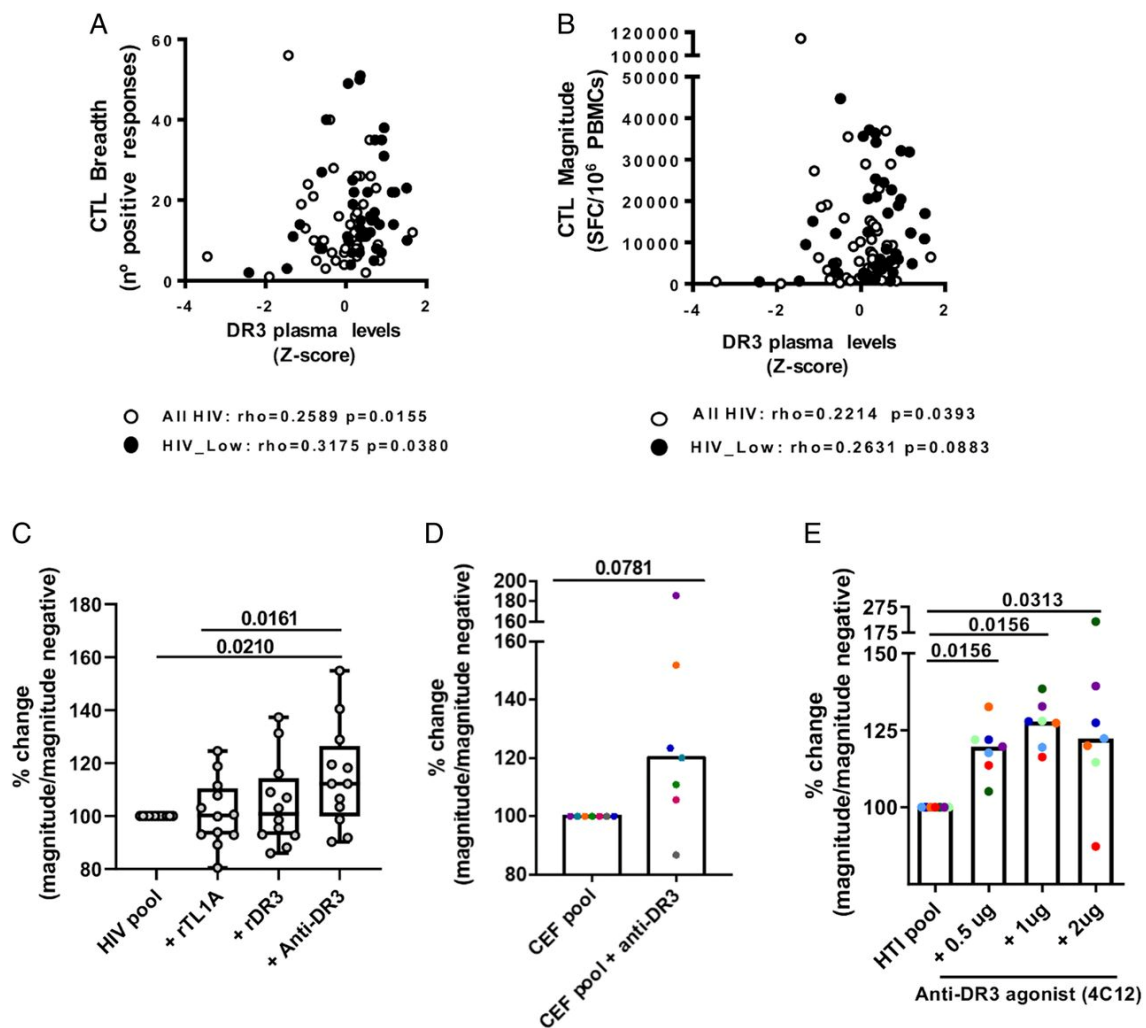 A
CTL Breadth
(nº positive responses)
60
40
20
0
-4
-2
0
2
DR3 plasma levels
(Z-score)
All HIV: rho=0.2589 p=0.0155
HIV_Low: rho=0.3175 p=0.0380
B
CTL Magnitude
(SFC/10⁶ PBMCs)
120000
100000
50000
40000
30000
20000
10000
0
-4
-2
0
2
DR3 plasma levels
(Z-score)
All HIV: rho=0.2214 p=0.0393
HIV_Low: rho=0.2631 p=0.0883
C
% change
(magnitude/magnitude negative)
180
160
140
120
100
80
0.0161
0.0210
HIV pool
+ rTL1A
+ rDR3
+ Anti-DR3
D
% change
(magnitude/magnitude negative)
200
180
160
160
140
120
100
80
0.0781
CEF pool
CEF pool + anti-DR3
E
% change
(magnitude/magnitude negative)
275
175
150
125
100
0.0313
0.0156
0.0156
HTI pool
+ 0.5 ug
+ 1ug
+ 2ug
Anti-DR3 agonist (4C12)